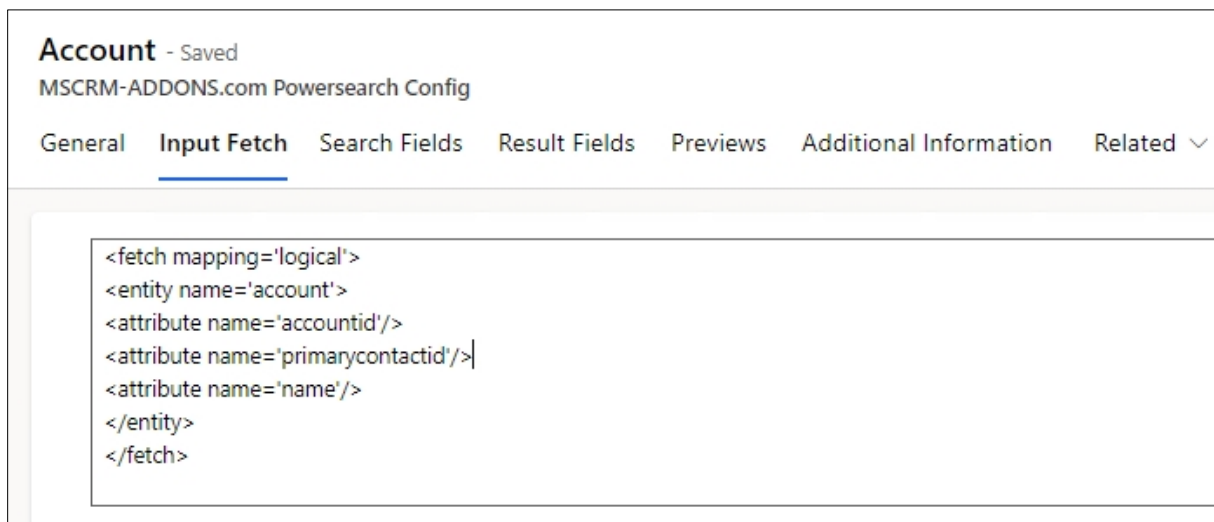 Account - Saved
MSCRM-ADDONS.com Powersearch Config
General Input Fetch Search Fields Result Fields Previews Additional Information Related
<fetch mapping='logical'>
<entity name='account'>
<attribute name='accountid'/>
<attribute name='primarycontactid'/>
<attribute name='name'/>
</entity>
</fetch>